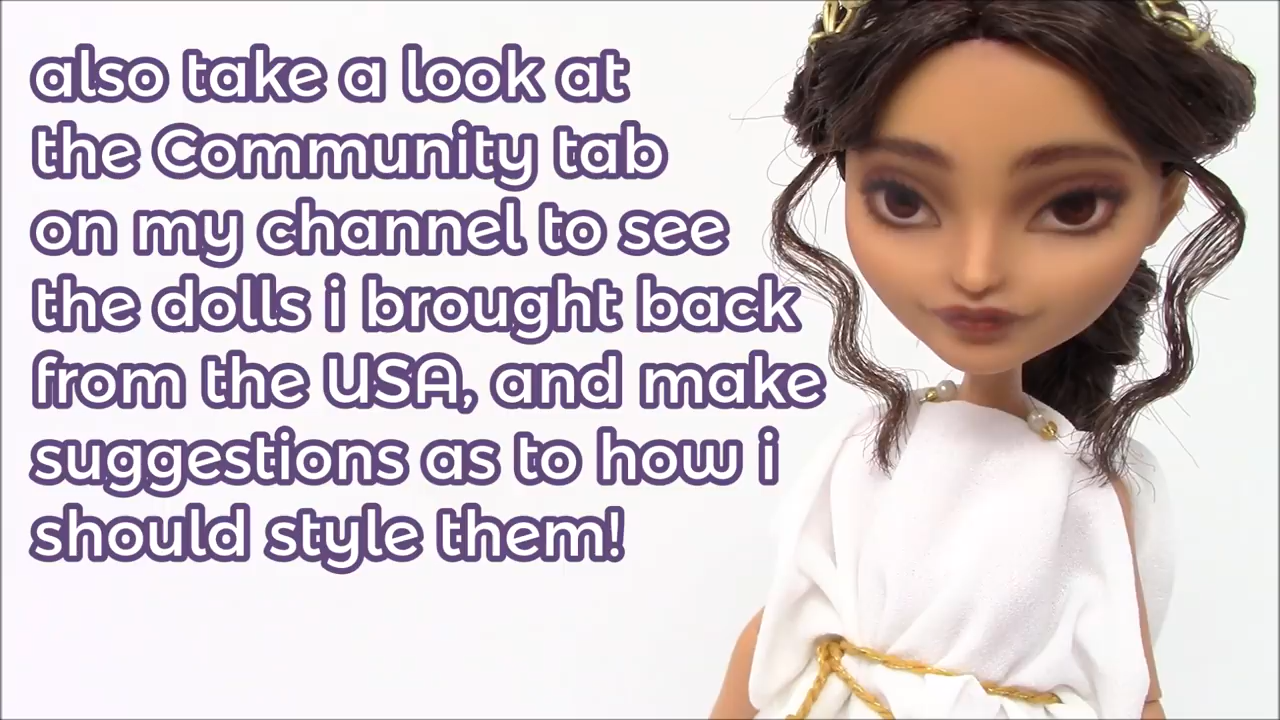 also take a look at
the Community tab
on my channel to see
the dolls i brought back
from the USA, and make
suggestions as to how i
should style them!